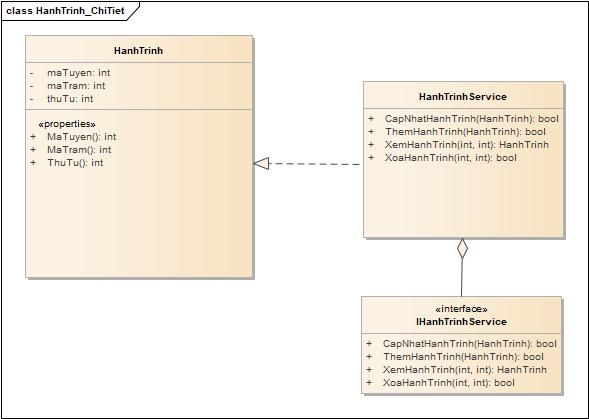 class HanhTrinh_ChiTiet
HanhTrinh
- maTuyen: int
- maTram: int
- thuTu: int
«properties»
+ MaTuyen(): int
+ MaTram(): int
+ ThuTu(): int
HanhTrinhService
+ CapNhatHanhTrinh(HanhTrinh): bool
+ ThemHanhTrinh(HanhTrinh): bool
+ XemHanhTrinh(int, int): HanhTrinh
+ XoaHanhTrinh(int, int): bool
«interface»
IHanhTrinhService
+ CapNhatHanhTrinh(HanhTrinh): bool
+ ThemHanhTrinh(HanhTrinh): bool
+ XemHanhTrinh(int, int): HanhTrinh
+ XoaHanhTrinh(int, int): bool